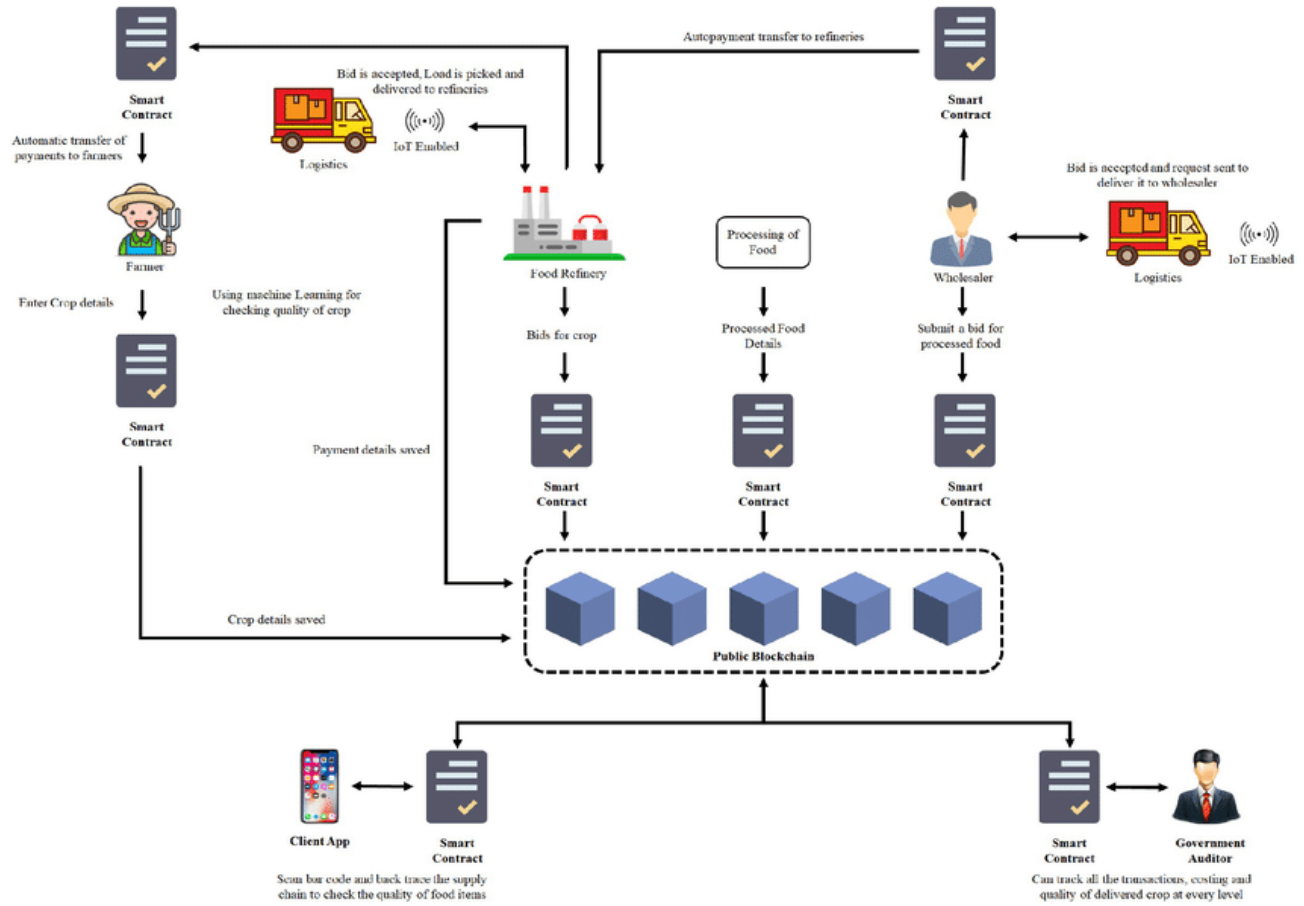 Autopayment transfer to refineries
Bid is accepted, Load is picked and
delivered to refineries
Smart
Contract
Smart
Contract
IoT Enabled
Logistics
Automatic transfer of
payments to farmers
Bid is accepted and request sent to
deliver it to wholesaler
Processing of
Food
Farmer
Food Refinery
Wholesaler
Logistics
IoT Enabled
Enter Crop details
Using machine Learning for
checking quality of crop
Bids for crop
Processed Food
Details
Submit a bid for
processed food
Smart
Contract
Payment details saved
Smart
Contract
Smart
Contract
Smart
Contract
Crop details saved
Public Blockchain
Client App
Smart
Contract
Smart
Contract
Government
Auditor
Scan bar code and back trace the supply
chain to check the quality of food items
Can track all the transactions, costing and
quality of delivered crop at every level